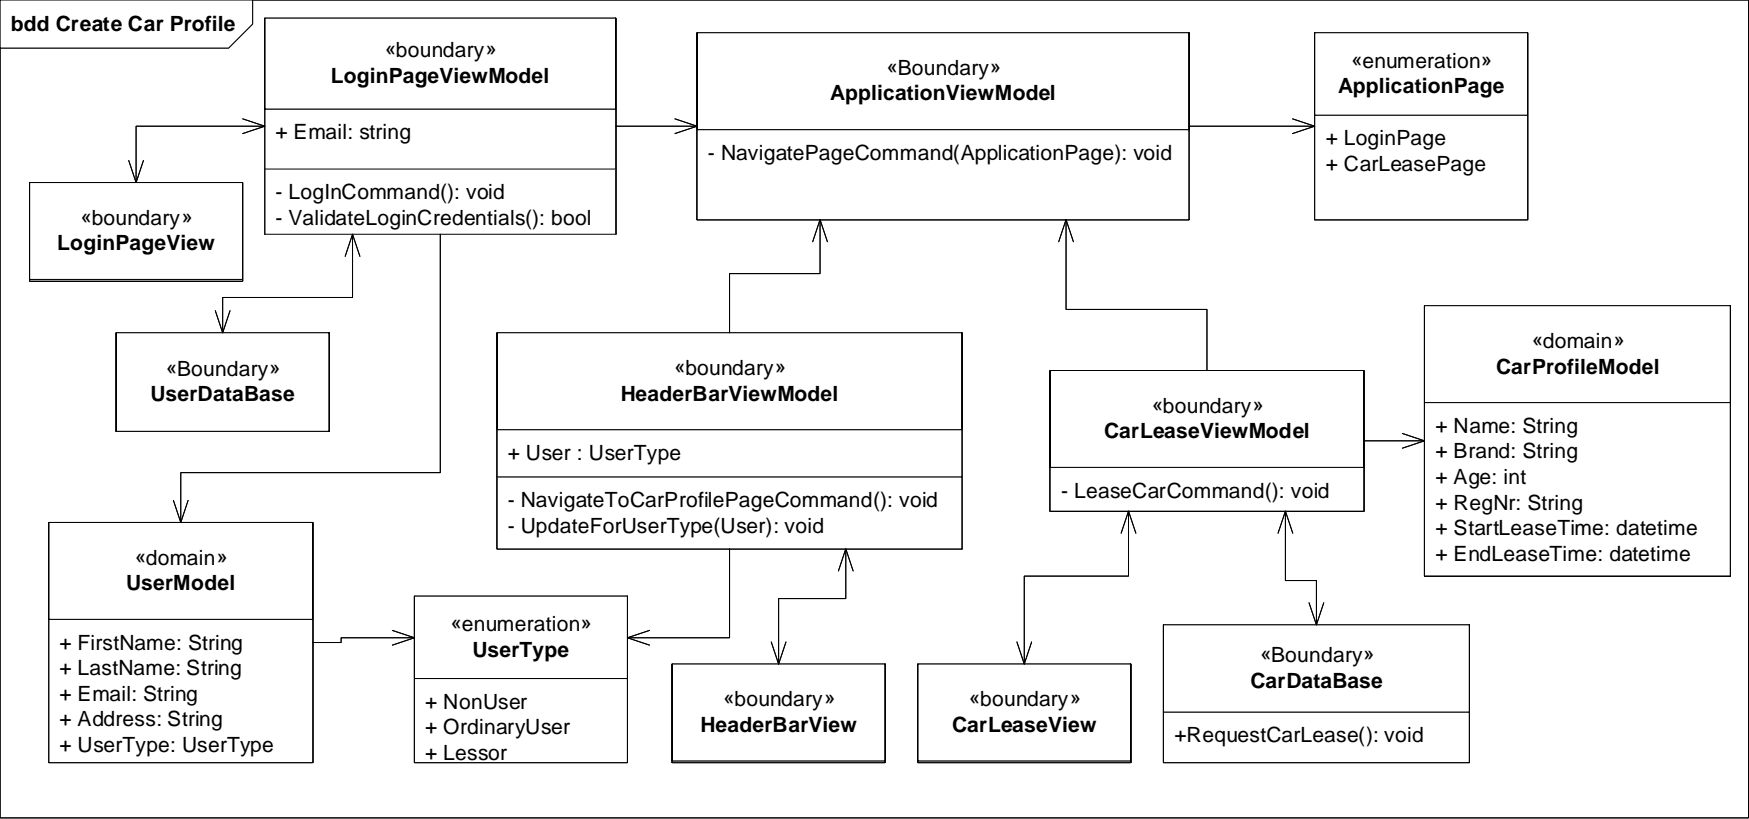 bdd Create Car Profile
«boundary»
LoginPageViewModel
+ Email: string
- LogInCommand(): void
- ValidateLoginCredentials(): bool
«Boundary»
ApplicationViewModel
- NavigatePageCommand(ApplicationPage): void
«enumeration»
ApplicationPage
+ LoginPage
+ CarLeasePage
«boundary»
LoginPageView
«Boundary»
UserDataBase
«boundary»
HeaderBarViewModel
+ User : UserType
- NavigateToCarProfilePageCommand(): void
- UpdateForUserType(User): void
«boundary»
CarLeaseViewModel
- LeaseCarCommand(): void
«domain»
CarProfileModel
+ Name: String
+ Brand: String
+ Age: int
+ RegNr: String
+ StartLeaseTime: datetime
+ EndLeaseTime: datetime
«domain»
UserModel
+ FirstName: String
+ LastName: String
+ Email: String
+ Address: String
+ UserType: UserType
«enumeration»
UserType
+ NonUser
+ OrdinaryUser
+ Lessor
«boundary»
HeaderBarView
«boundary»
CarLeaseView
«Boundary»
CarDataBase
+RequestCarLease(): void